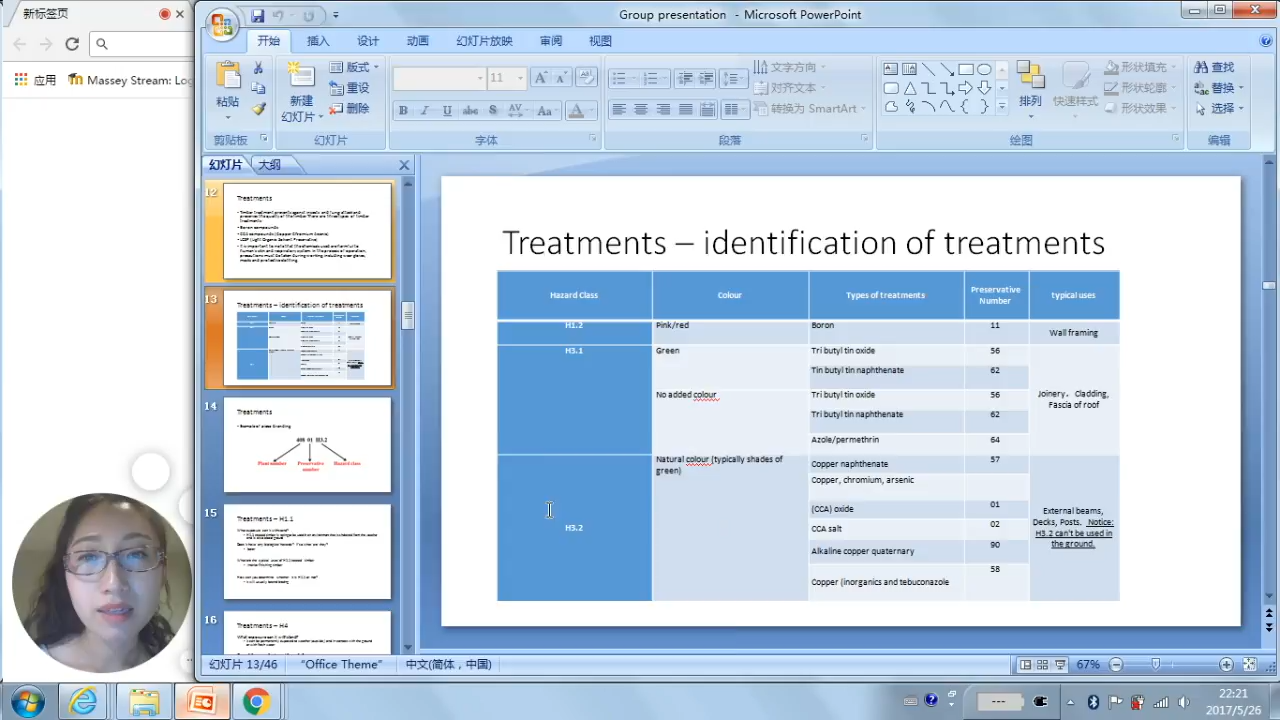 新标签页
Group presentation - Microsoft PowerPoint
开始 插入 设计 动画 幻灯片放映 审阅 视图
应用 Massey Stream: Log
粘贴
剪贴板
新建
幻灯片
版式
重设
删除
幻灯片
11
字体
文字方向
对齐文本
转换为 SmartArt
段落
排列
快速样式
形状填充
形状轮廓
形状效果
绘图
查找
替换
选择
编辑
幻灯片 大纲
12
Treatments
13
Treatments – identification of treatments
14
Treatments
408 01 H3.2
Plant number Preservative number Hazard class
15
Treatments – H1.1
16
Treatments – H4
Treatments – identification of treatments
Hazard Class Colour Types of treatments Preservative Number typical uses
H1.2 Pink/red Boron 11 Wall framing
H3.1 Green Tri butyl tin oxide 56
Tin butyl tin naphthenate 62
No added colour Tri butyl tin oxide 56
Joinery, Cladding,
Fascia of roof
Tri butyl tin naphthenate 62
Azole/permethrin 64
Natural colour (typically shades of
green)
Copper naphthenate 57
Copper, chromium, arsenic
(CCA) oxide 01
H3.2
CCA salt 02
External beams,
Posts. Notice
H3.2 can't be used in
the ground.
Alkaline copper quaternary
Copper (inorganics and tebuconazole 58
幻灯片 13/46 "Office Theme" 中文(简体，中国) 67%
22:21
2017/5/26